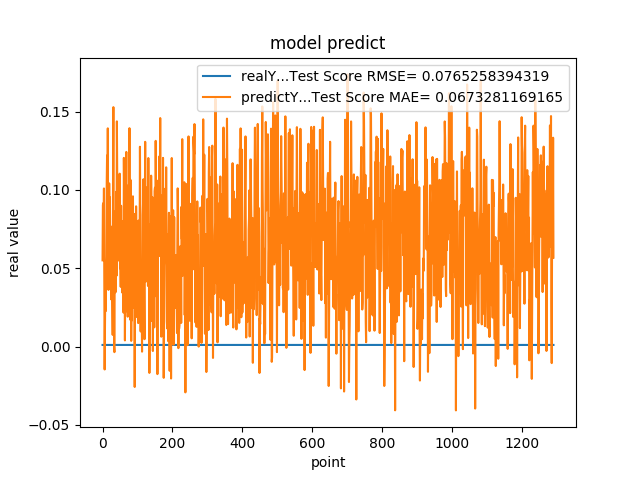 model predict
realY...Test Score RMSE= 0.0765258394319
predictY...Test Score MAE= 0.0673281169165
real value
0.15
0.10
0.05
0.00
−0.05
0 200 400 600 800 1000 1200
point